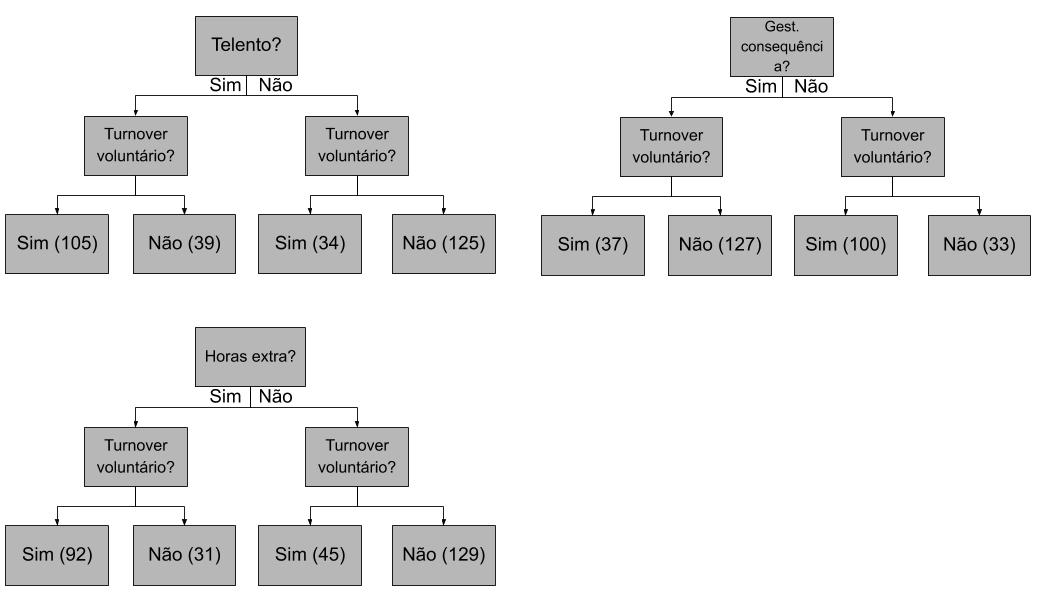 Telento?
Sim Não
Turnover
voluntário?
Turnover
voluntário?
Sim (105)
Não (39)
Sim (34)
Não (125)
Gest.
consequênci
a?
Sim Não
Turnover
voluntário?
Turnover
voluntário?
Sim (37)
Não (127)
Sim (100)
Não (33)
Horas extra?
Sim Não
Turnover
voluntário?
Turnover
voluntário?
Sim (92)
Não (31)
Sim (45)
Não (129)